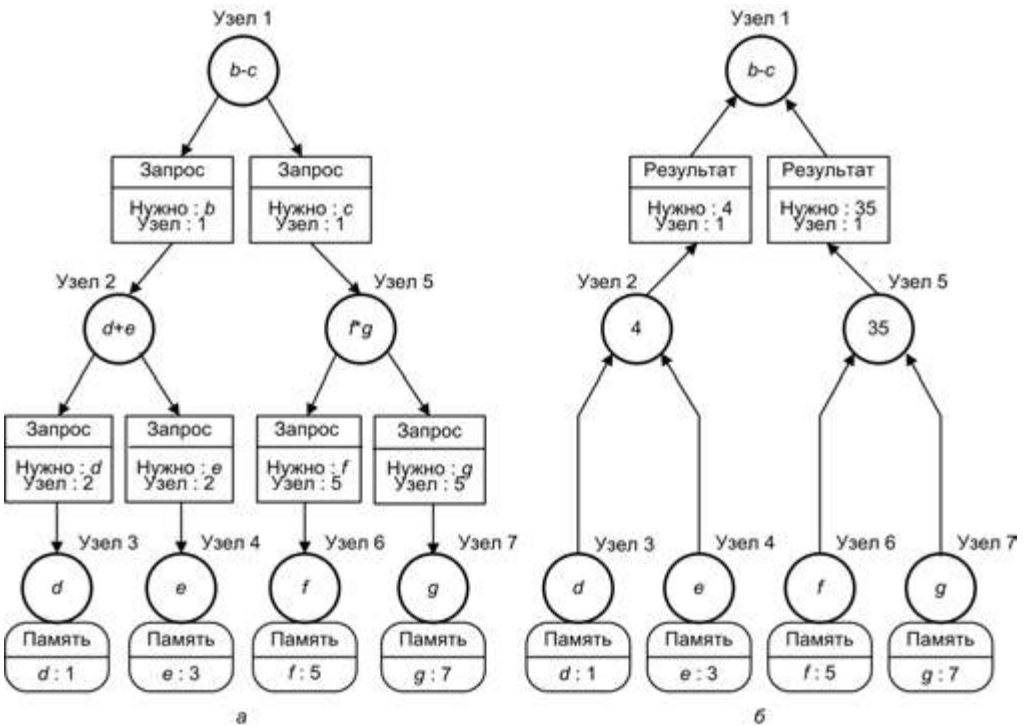 Узел 1
b-c
Запрос
Нужно : b
Узел : 1
Запрос
Нужно : c
Узел : 1
Узел 2
d+e
Узел 5
f*g
Запрос
Нужно : d
Узел : 2
Запрос
Нужно : e
Узел : 2
Запрос
Нужно : f
Узел : 5
Запрос
Нужно : g
Узел : 5
Узел 3
d
Память
d : 1
Узел 4
e
Память
e : 3
Узел 6
f
Память
f : 5
Узел 7
g
Память
g : 7
а
Узел 1
b-c
Результат
Нужно : 4
Узел : 1
Результат
Нужно : 35
Узел : 1
Узел 2
4
Узел 5
35
Узел 3
d
Память
d : 1
Узел 4
e
Память
e : 3
Узел 6
f
Память
f : 5
Узел 7
g
Память
g : 7
б